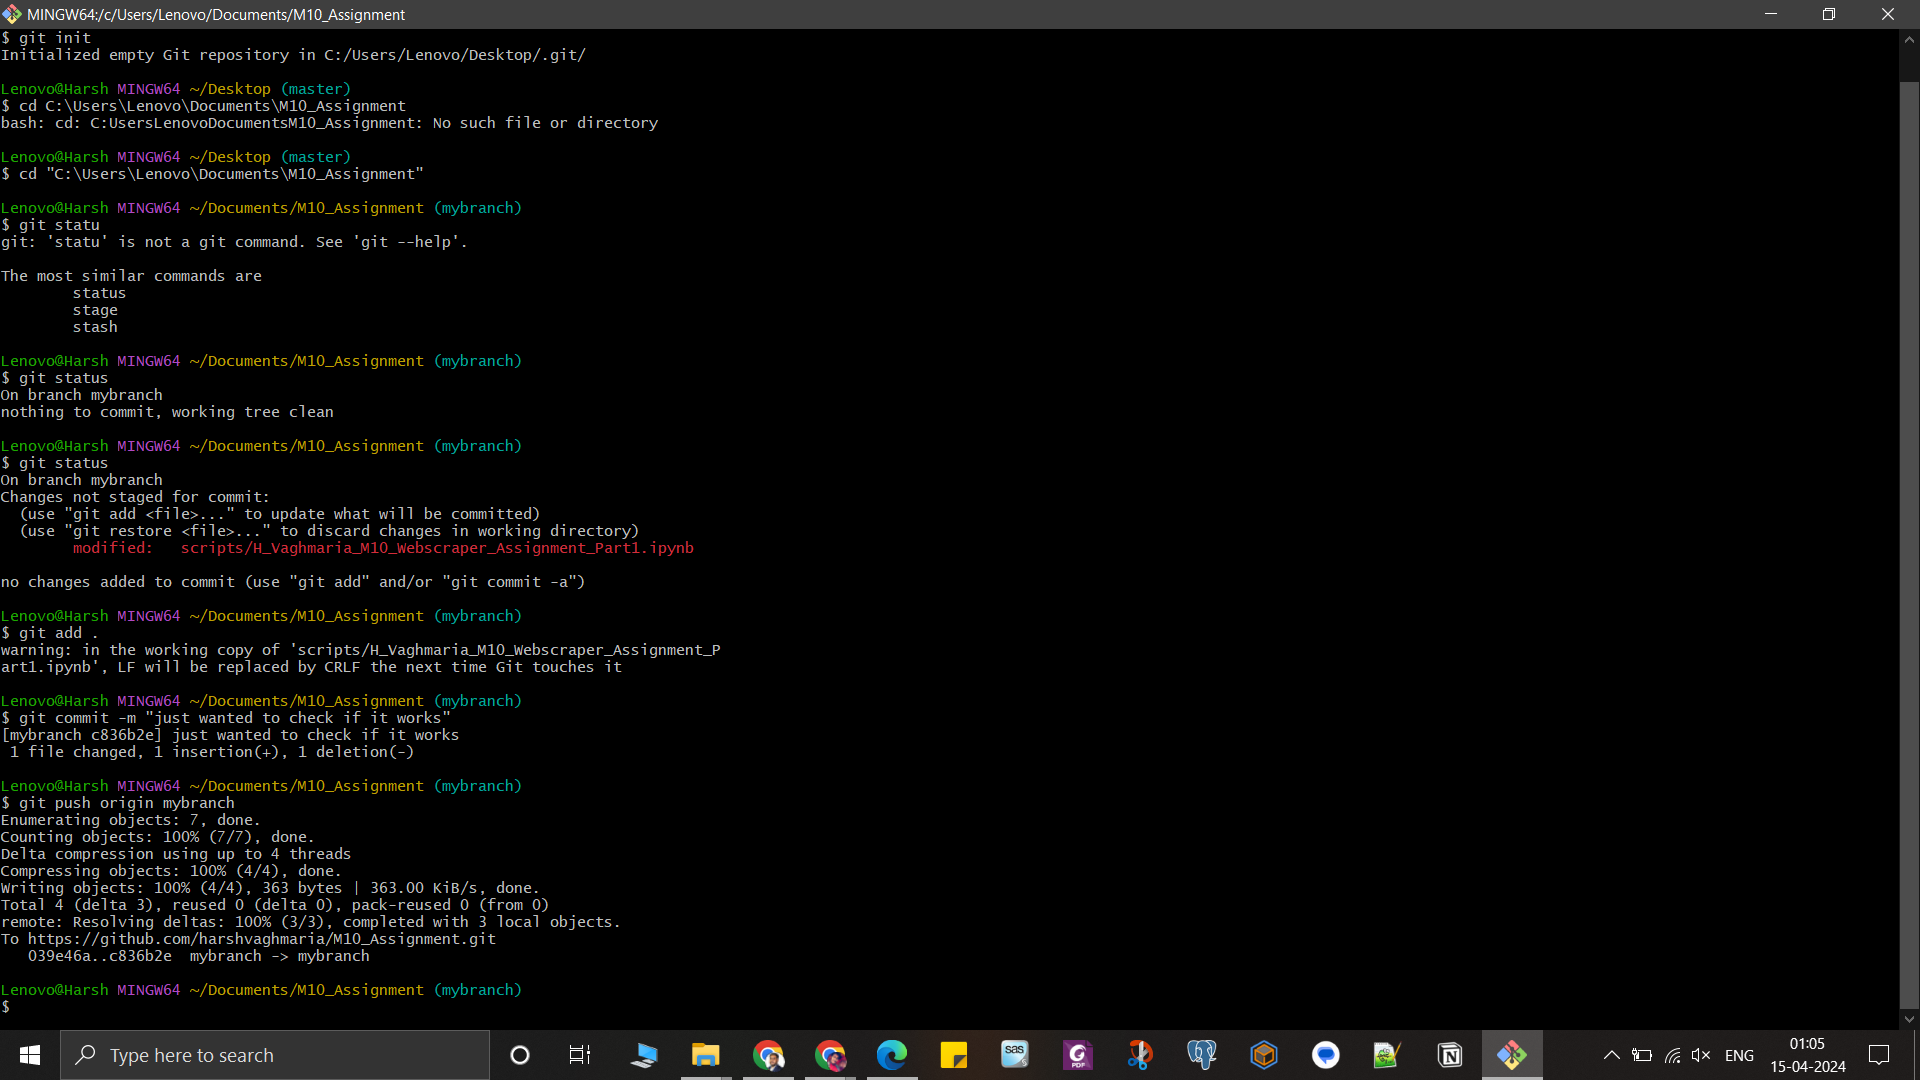 MINGW64:/c/Users/Lenovo/Documents/M10_Assignment
$ git init
Initialized empty Git repository in C:/Users/Lenovo/Desktop/.git/
Lenovo@Harsh MINGW64 ~/Desktop (master)
$ cd C:\Users\Lenovo\Documents\M10_Assignment
bash: cd: C:UsersLenovoDocumentsM10_Assignment: No such file or directory
Lenovo@Harsh MINGW64 ~/Desktop (master)
$ cd "C:\Users\Lenovo\Documents\M10_Assignment"
Lenovo@Harsh MINGW64 ~/Documents/M10_Assignment (mybranch)
$ git statu
git: 'statu' is not a git command. See 'git --help'.
The most similar commands are
status
stage
stash
Lenovo@Harsh MINGW64 ~/Documents/M10_Assignment (mybranch)
$ git status
On branch mybranch
nothing to commit, working tree clean
Lenovo@Harsh MINGW64 ~/Documents/M10_Assignment (mybranch)
$ git status
On branch mybranch
Changes not staged for commit:
(use "git add <file>..." to update what will be committed)
(use "git restore <file>..." to discard changes in working directory)
modified: scripts/H_Vaghmaria_M10_Webscraper_Assignment_Part1.ipynb
no changes added to commit (use "git add" and/or "git commit -a")
Lenovo@Harsh MINGW64 ~/Documents/M10_Assignment (mybranch)
$ git add .
warning: in the working copy of 'scripts/H_Vaghmaria_M10_Webscraper_Assignment_P
art1.ipynb', LF will be replaced by CRLF the next time Git touches it
Lenovo@Harsh MINGW64 ~/Documents/M10_Assignment (mybranch)
$ git commit -m "just wanted to check if it works"
[mybranch c836b2e] just wanted to check if it works
1 file changed, 1 insertion(+), 1 deletion(-)
Lenovo@Harsh MINGW64 ~/Documents/M10_Assignment (mybranch)
$ git push origin mybranch
Enumerating objects: 7, done.
Counting objects: 100% (7/7), done.
Delta compression using up to 4 threads
Compressing objects: 100% (4/4), done.
Writing objects: 100% (4/4), 363 bytes | 363.00 KiB/s, done.
Total 4 (delta 3), reused 0 (delta 0), pack-reused 0 (from 0)
remote: Resolving deltas: 100% (3/3), completed with 3 local objects.
To https://github.com/harshvaghmaria/M10_Assignment.git
039e46a..c836b2e mybranch -> mybranch
Lenovo@Harsh MINGW64 ~/Documents/M10_Assignment (mybranch)
$
Type here to search
sas
PDF
ENG
01:05
15-04-2024